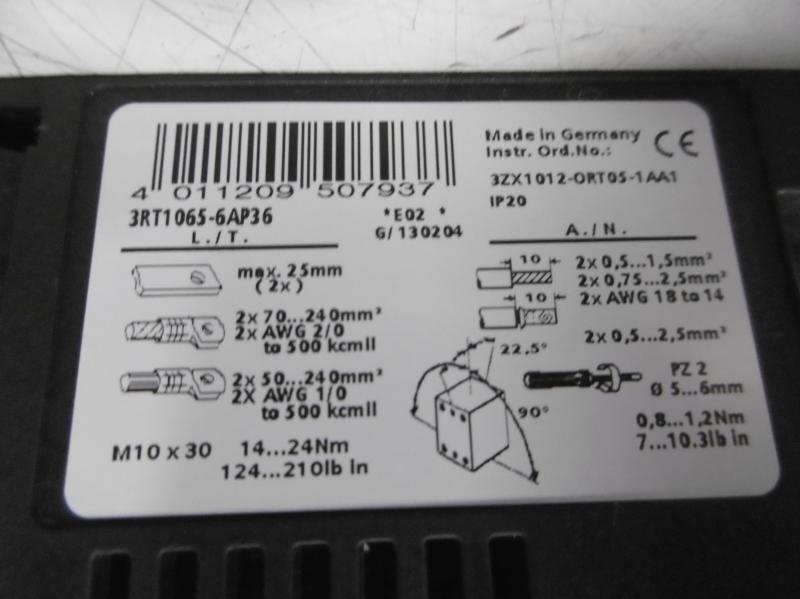 4 011209 507937
Made in Germany CE
Instr. Ord.No.:
3ZX1012-0RT05-1AA1
IP20
3RT1065-6AP36
*E02 *
G/130204
L./T.
A./N.
max. 25mm
(2x)
2x 70...240mm²
2x AWG 2/0
to 500 kcmil
2x 50...240mm²
2X AWG 1/0
to 500 kcmil
M10 x 30
14...24Nm
124...210lb in
10
2x 0,5...1,5mm²
2x 0,75...2,5mm²
2x AWG 18 to 14
10
2x 0,5...2,5mm²
22,5°
90°
PZ 2
Ø 5...6mm
0,8...1,2Nm
7...10.3lb in